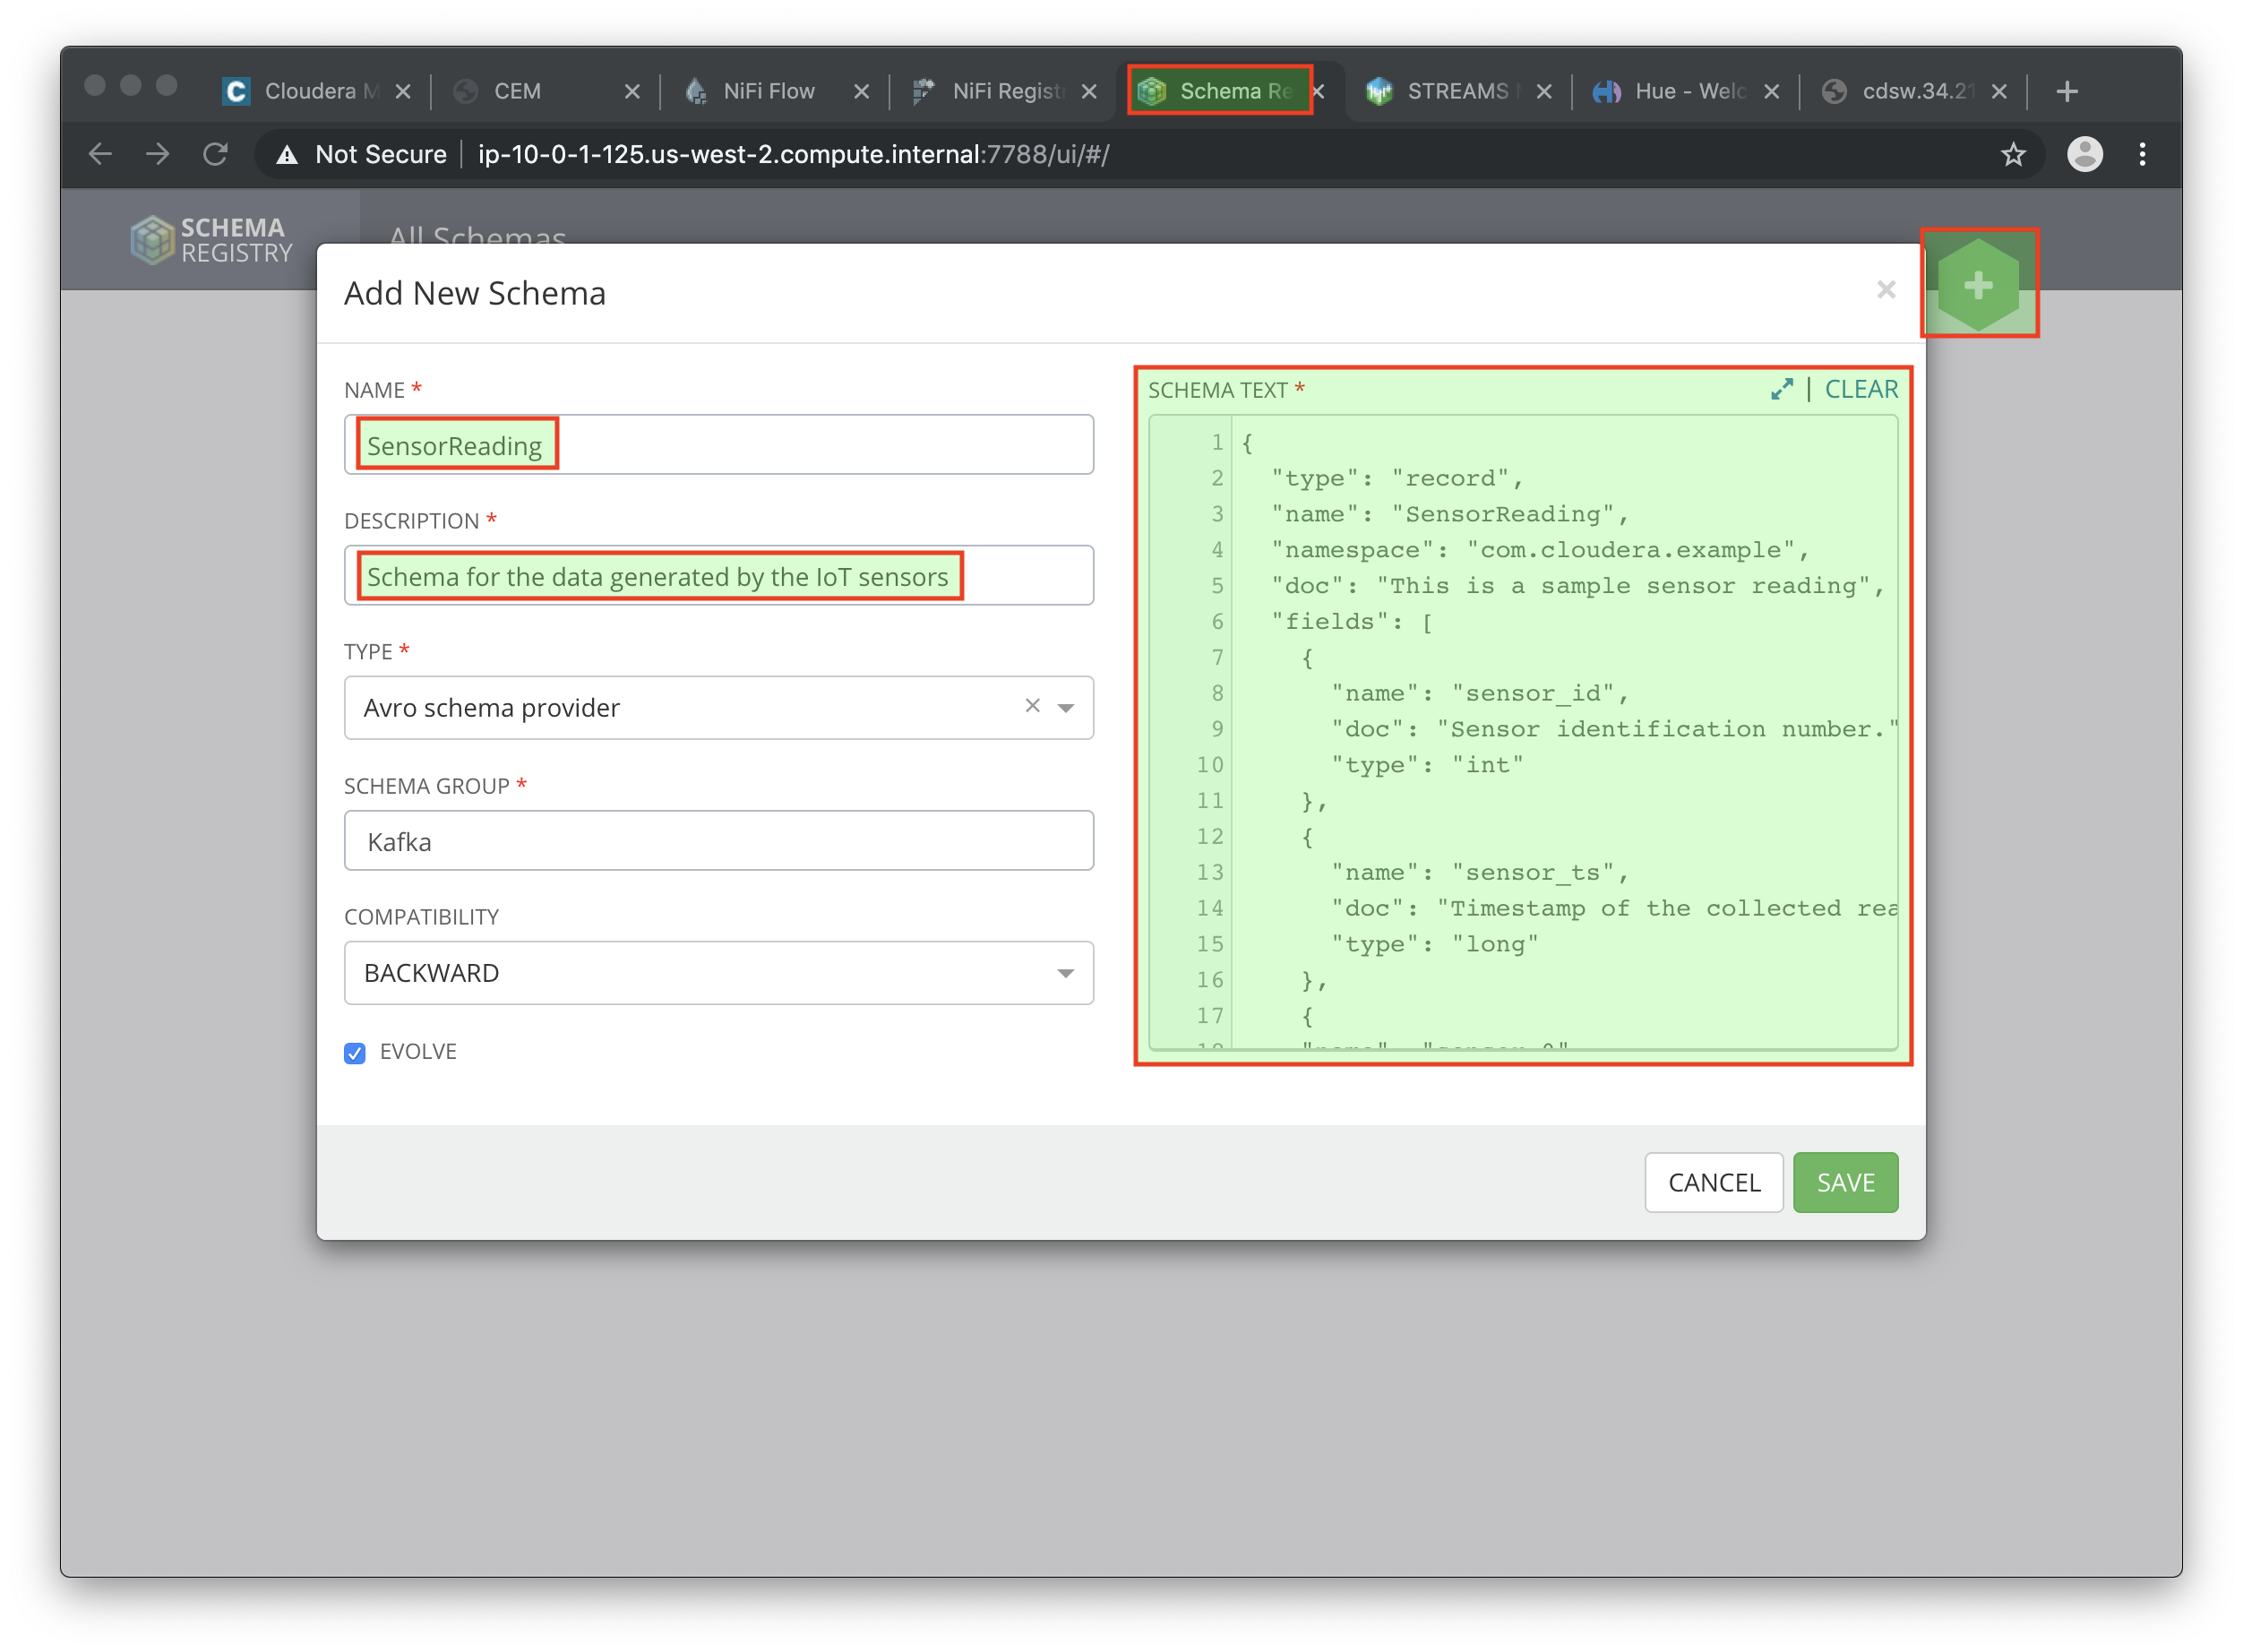 Cloudera M
CEM
NiFi Flow
NiFi Regist
Schema Re
STREAMS
Hue - Welc
cdsw.34.21
Not Secure
ip-10-0-1-125.us-west-2.compute.internal:7788/ui/#/
SCHEMA
REGISTRY
All Schemas
Add New Schema
NAME *
SensorReading
DESCRIPTION *
Schema for the data generated by the IoT sensors
TYPE *
Avro schema provider
SCHEMA GROUP *
Kafka
COMPATIBILITY
BACKWARD
EVOLVE
SCHEMA TEXT *
| CLEAR
1 {
2 "type": "record",
3 "name": "SensorReading",
4 "namespace": "com.cloudera.example",
5 "doc": "This is a sample sensor reading",
6 "fields": [
7 {
8 "name": "sensor_id",
9 "doc": "Sensor identification number."
10 "type": "int"
11 },
12 {
13 "name": "sensor_ts",
14 "doc": "Timestamp of the collected rea
15 "type": "long"
16 },
17 {
CANCEL
SAVE